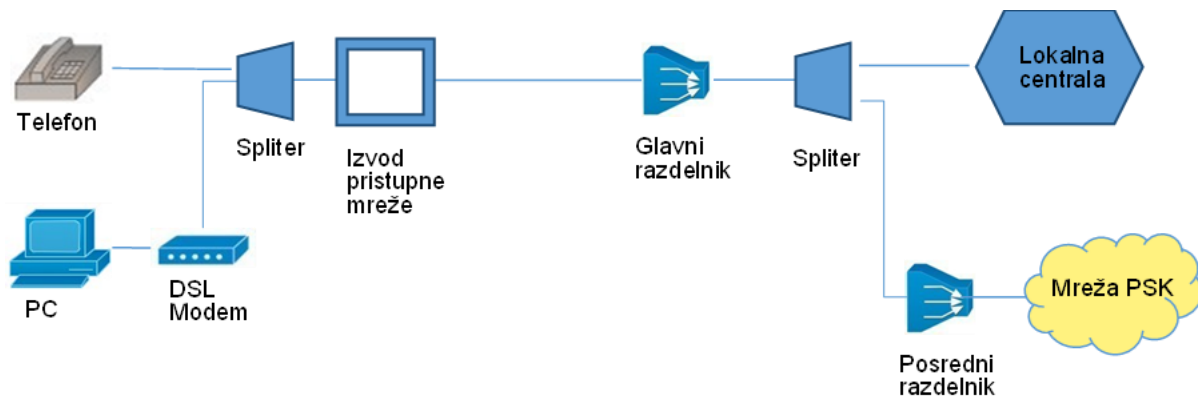 Telefon
Spliter
Izvod
pristupne
mreže
Glavni
razdelnik
Spliter
Lokalna
centrala
PC
DSL
Modem
Posredni
razdelnik
Mreža PSK